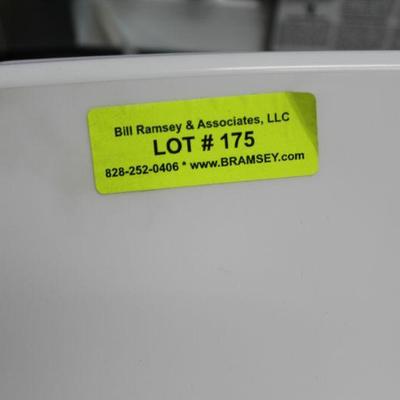 Bill Ramsey & Associates, LLC
LOT # 175
828-252-0406 * www.BRAMSEY.com